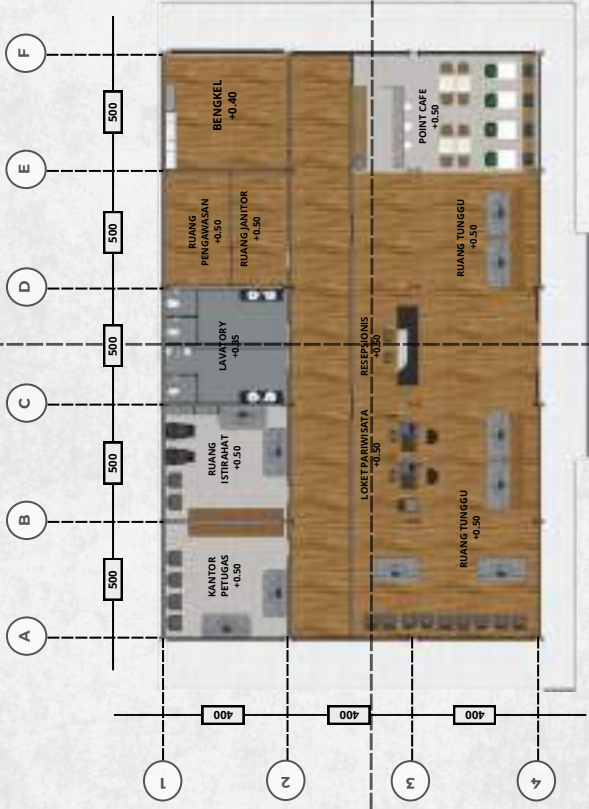 F
E
D
C
B
A
500
500
500
500
500
BENGKEL
+0.40
POINT CAFE
+0.50
RUANG
PENGAWASAN
+0.50
RUANG JANITOR
+0.50
RUANG TUNGGU
+0.50
LAVATORY
+0.35
RESEPSIONIS
+0.50
RUANG
ISTIRAHAT
+0.50
LOKET PARIWISATA
+0.50
RUANG TUNGGU
+0.50
KANTOR
PETUGAS
+0.50
400
400
400
1
2
3
4